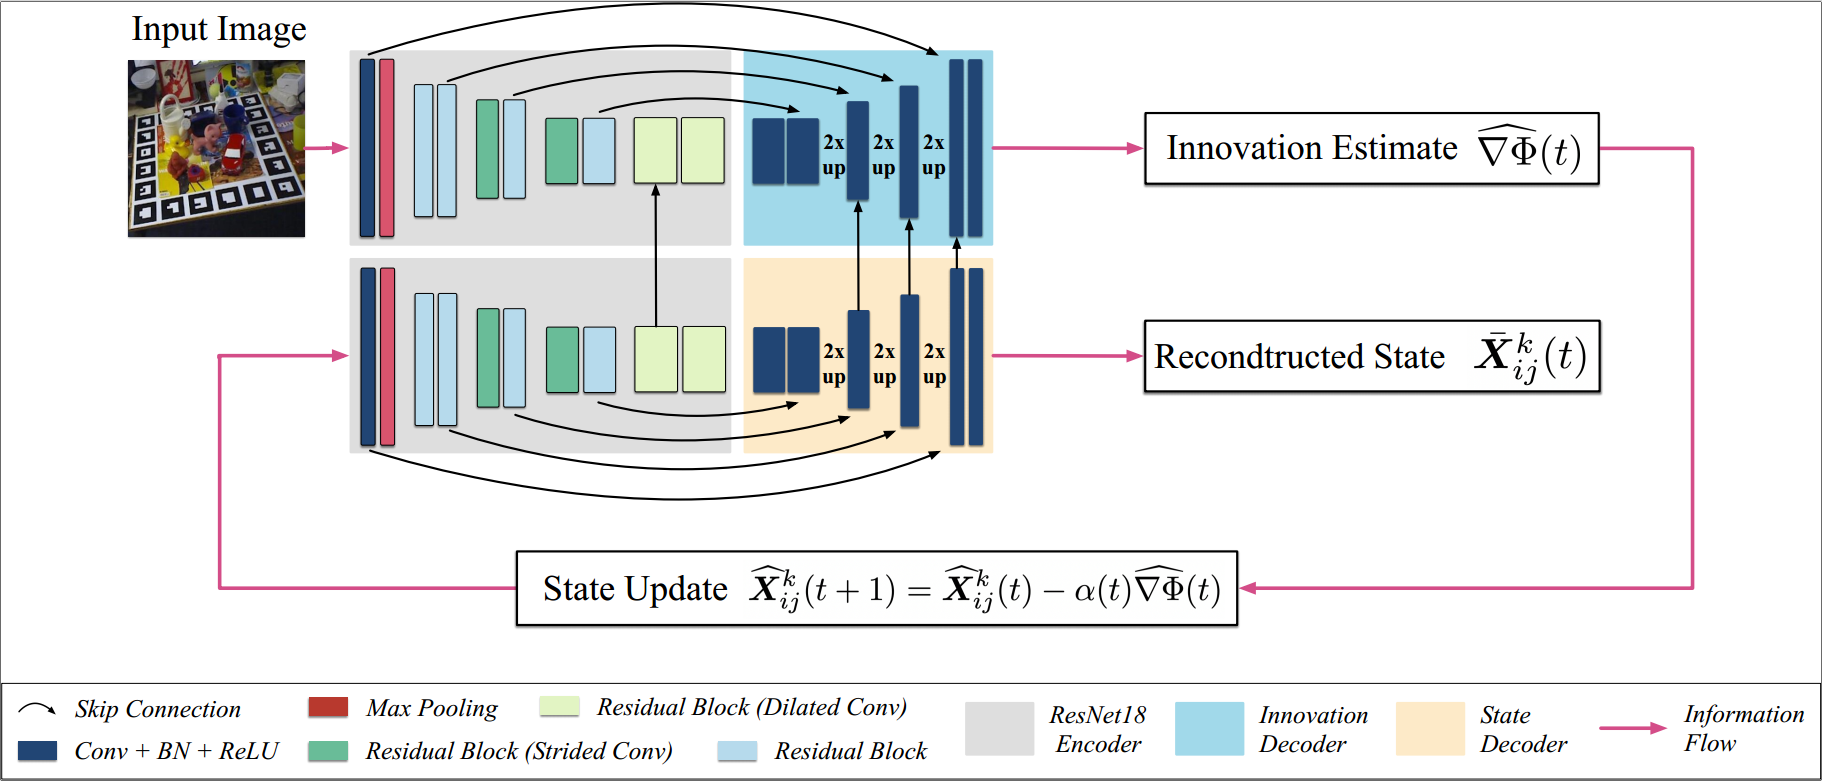 Input Image
2x up 2x up 2x up
Innovation Estimate $\widehat{\nabla\Phi}(t)$
2x up 2x up 2x up
Recondtructed State $\bar{X}_{ij}^{k}(t)$
State Update $\widehat{X}_{ij}^{k}(t+1) = \widehat{X}_{ij}^{k}(t) - \alpha(t)\widehat{\nabla\Phi}(t)$
Skip Connection
Max Pooling
Residual Block (Dilated Conv)
Conv + BN + ReLU
Residual Block (Strided Conv)
Residual Block
ResNet18
Encoder
Innovation
Decoder
State
Decoder
Information
Flow